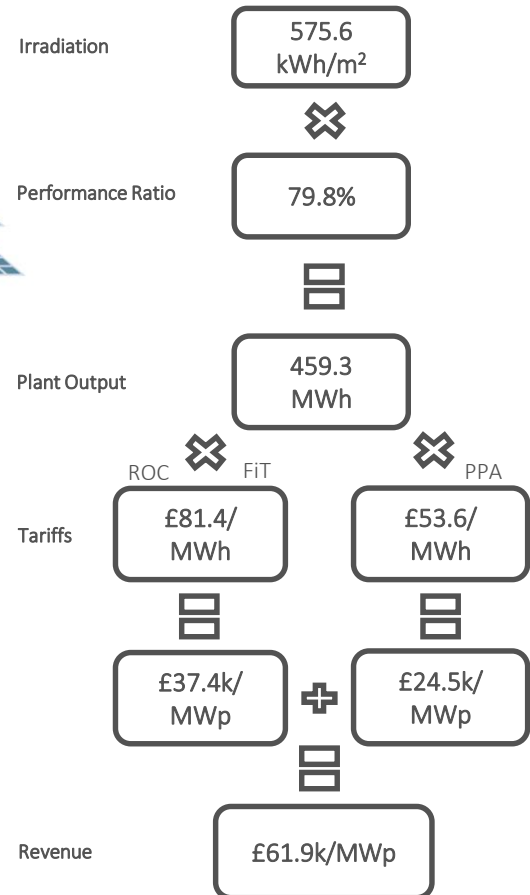 Irradiation
575.6
kWh/m²
Performance Ratio
79.8%
Plant Output
459.3
MWh
ROC
FiT
PPA
Tariffs
£81.4/
MWh
£53.6/
MWh
£37.4k/
MWp
£24.5k/
MWp
Revenue
£61.9k/MWp